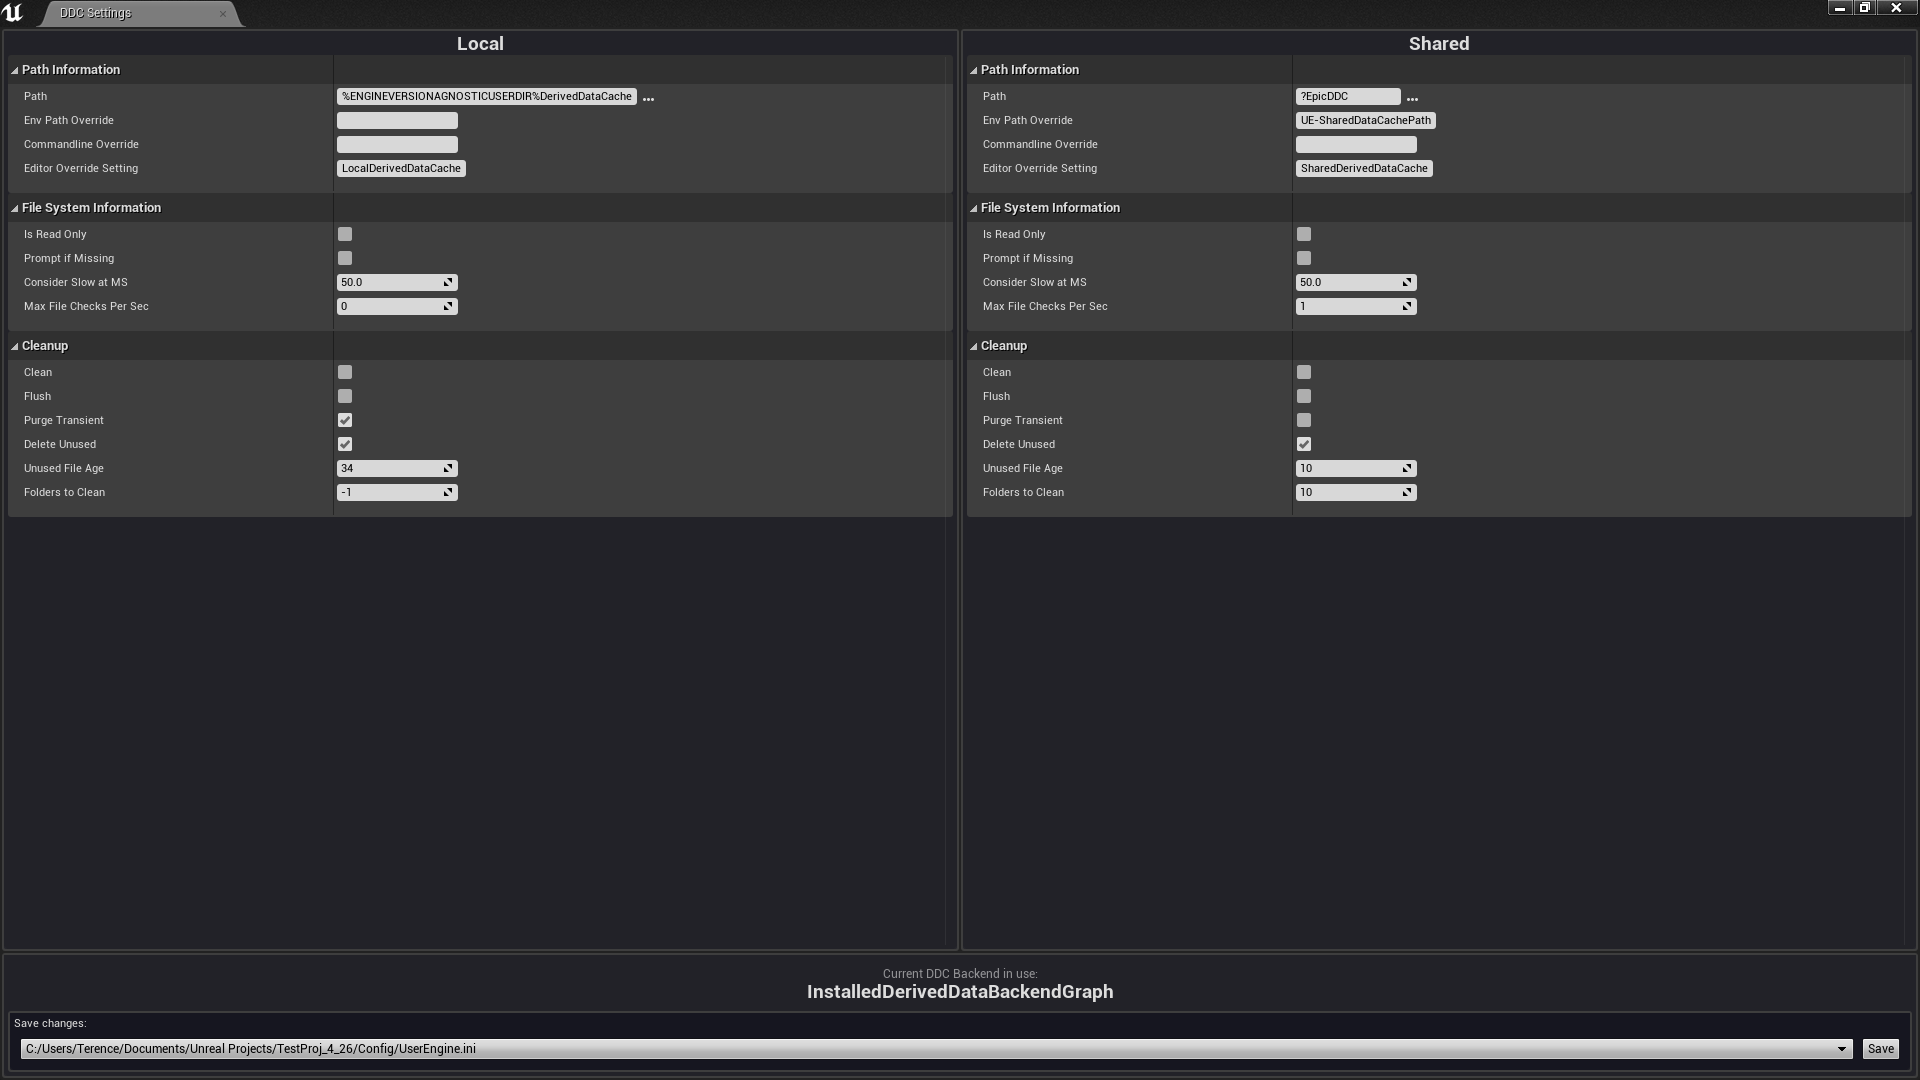 DDC Settings
Local
Path Information
Path
%ENGINEVERSIONAGNOSTICUSERDIR%DerivedDataCache
...
Env Path Override
Commandline Override
Editor Override Setting
LocalDerivedDataCache
File System Information
Is Read Only
Prompt if Missing
Consider Slow at MS
50.0
Max File Checks Per Sec
0
Cleanup
Clean
Flush
Purge Transient
Delete Unused
Unused File Age
34
Folders to Clean
-1
Shared
Path Information
Path
?EpicDDC
...
Env Path Override
UE-SharedDataCachePath
Commandline Override
Editor Override Setting
SharedDerivedDataCache
File System Information
Is Read Only
Prompt if Missing
Consider Slow at MS
50.0
Max File Checks Per Sec
1
Cleanup
Clean
Flush
Purge Transient
Delete Unused
Unused File Age
10
Folders to Clean
10
Current DDC Backend in use:
InstalledDerivedDataBackendGraph
Save changes:
C:/Users/Terence/Documents/Unreal Projects/TestProj_4_26/Config/UserEngine.ini
Save